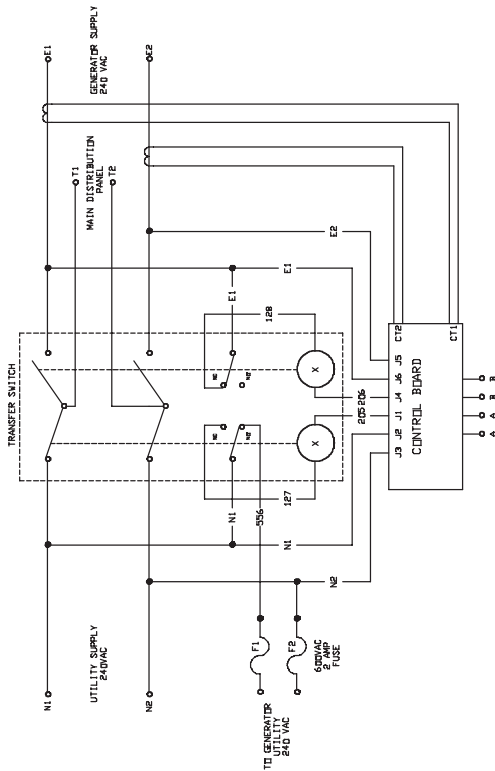 N1
UTILITY SUPPLY
240VAC
N2
TRANSFER SWITCH
T1
MAIN DISTRIBUTION
PANEL
T2
E1
GENERATOR SUPPLY
240 VAC
E2
NC
NO
NC
NO
N1
556
127
128
E1
E1
E2
X
X
N1
N2
205
206
TO GENERATOR
UTILITY
240 VAC
F1
F2
600VAC
2 AMP
FUSE
J3
J2
J1
J4
J6
J5
CT2
CT1
CONTROL BOARD
A
A
B
B